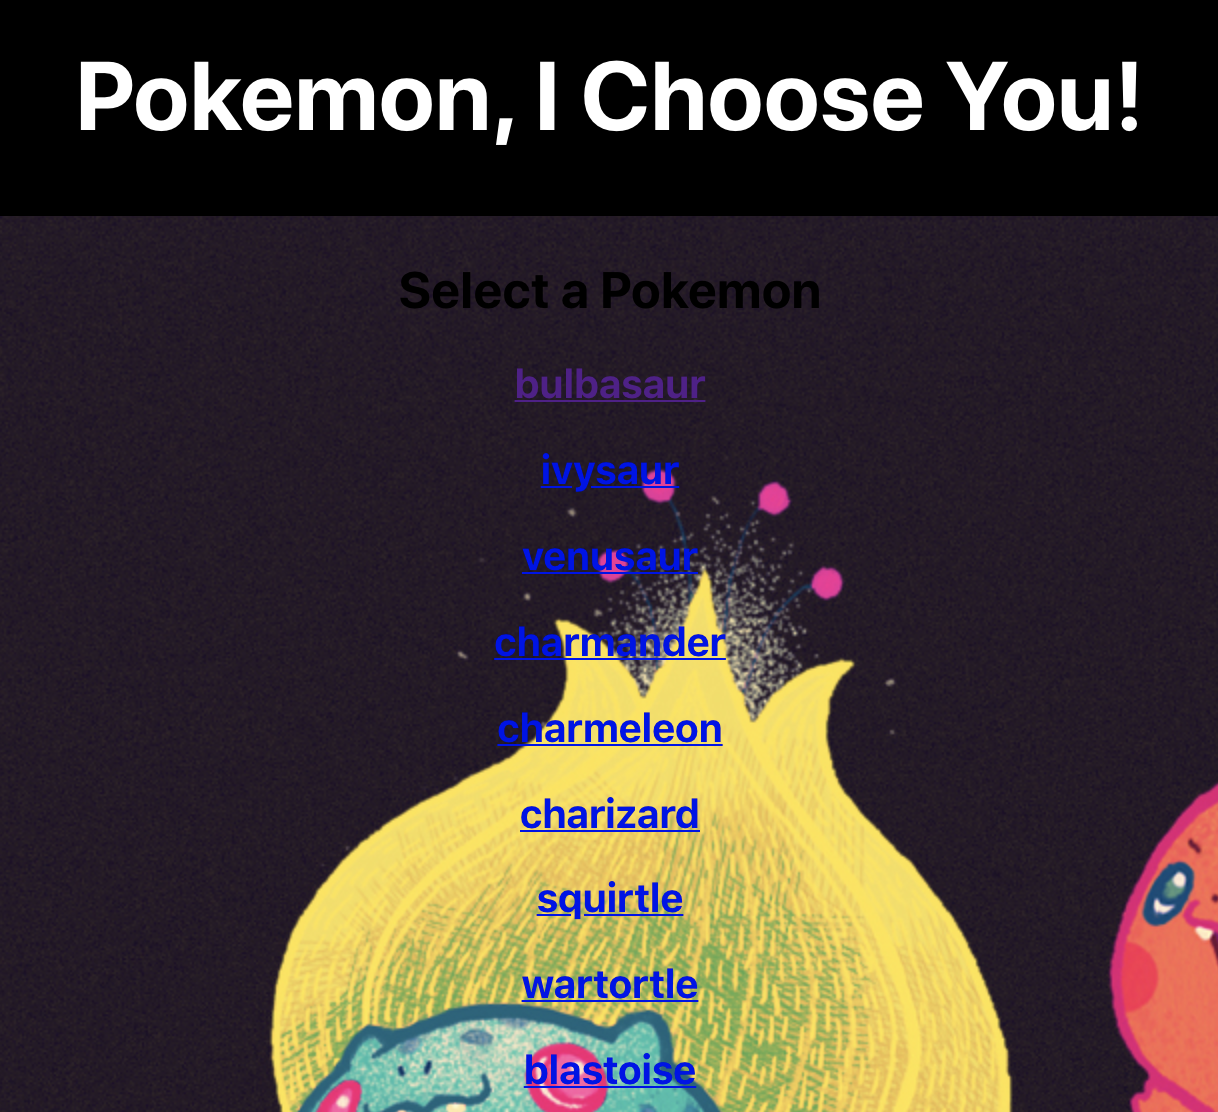 Pokemon, I Choose You!
Select a Pokemon
bulbasaur
ivysaur
venusaur
charmander
charmeleon
charizard
squirtle
wartortle
blastoise